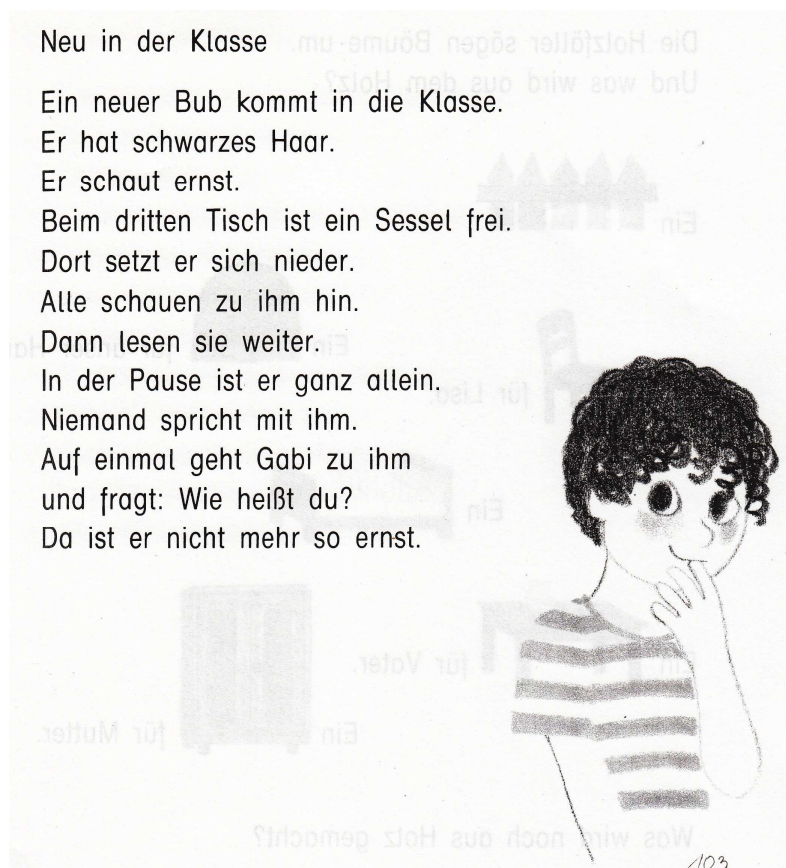 Neu in der Klasse
Ein neuer Bub kommt in die Klasse.
Er hat schwarzes Haar.
Er schaut ernst.
Beim dritten Tisch ist ein Sessel frei.
Dort setzt er sich nieder.
Alle schauen zu ihm hin.
Dann lesen sie weiter.
In der Pause ist er ganz allein.
Niemand spricht mit ihm.
Auf einmal geht Gabi zu ihm
und fragt: Wie heißt du?
Da ist er nicht mehr so ernst.
103